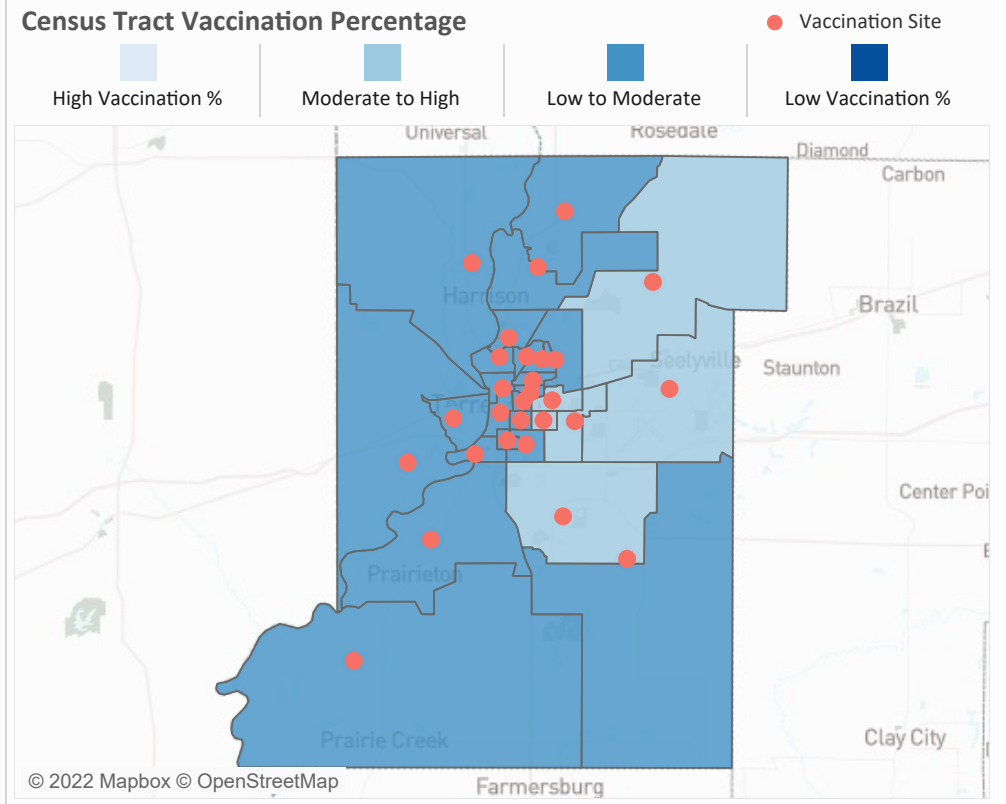 Census Tract Vaccination Percentage
Vaccination Site
High Vaccination %
Moderate to High
Low to Moderate
Low Vaccination %
Universal
Rosedale
Diamond
Carbon
Harrison
Brazil
Seelyville
Staunton
Terre
Center Poi
Prairieton
Prairie Creek
Clay City
© 2022 Mapbox © OpenStreetMap
Farmersburg